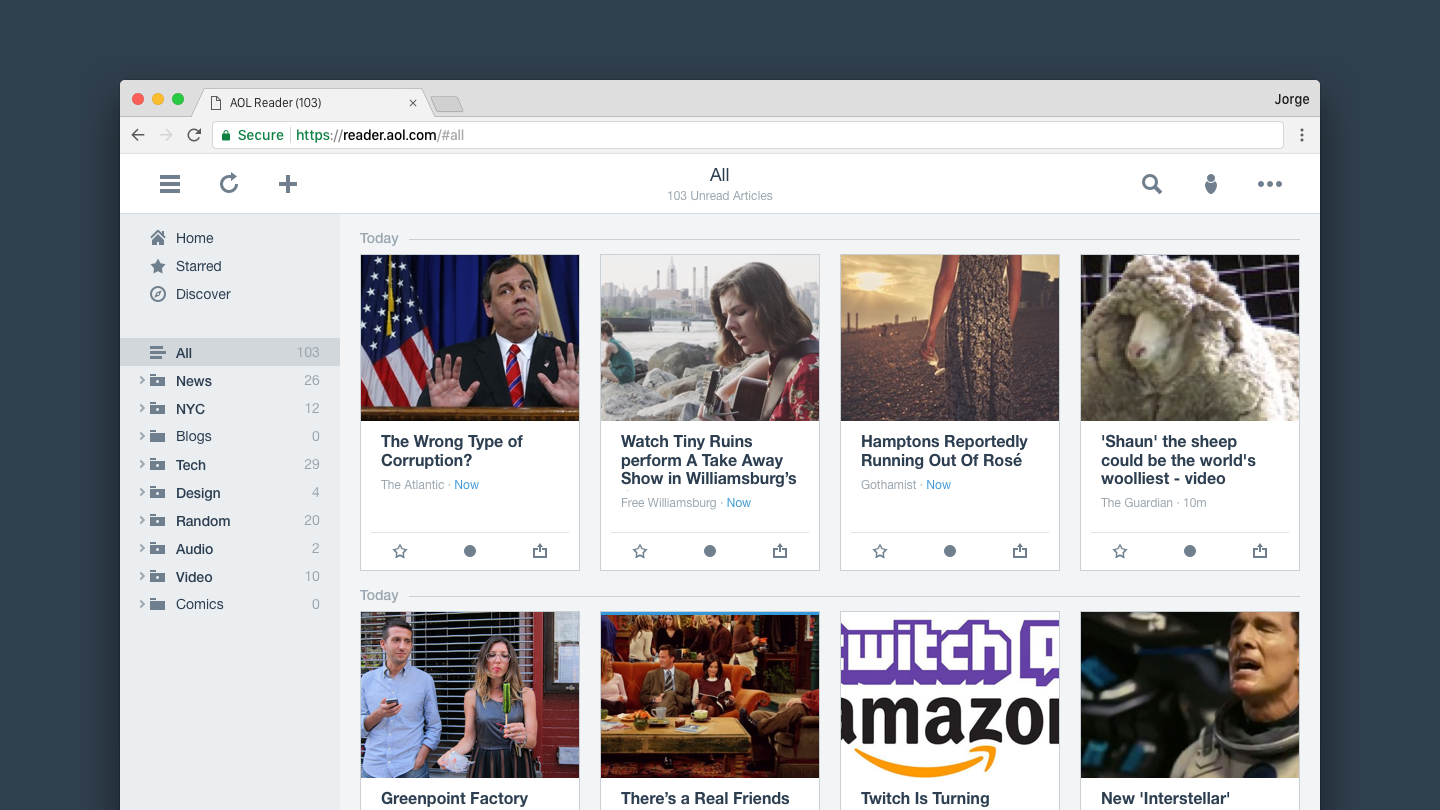 AOL Reader (103)
Jorge
Secure https://reader.aol.com/#all
All
103 Unread Articles
Home
Starred
Discover
All 103
News 26
NYC 12
Blogs 0
Tech 29
Design 4
Random 20
Audio 2
Video 10
Comics 0
Today
The Wrong Type of
Corruption?
The Atlantic · Now
Watch Tiny Ruins
perform A Take Away
Show in Williamsburg’s
Free Williamsburg · Now
Hamptons Reportedly
Running Out Of Rosé
Gothamist · Now
'Shaun' the sheep
could be the world's
woolliest - video
The Guardian · 10m
Today
Greenpoint Factory
There’s a Real Friends
twitch
amazon
Twitch Is Turning
New 'Interstellar'